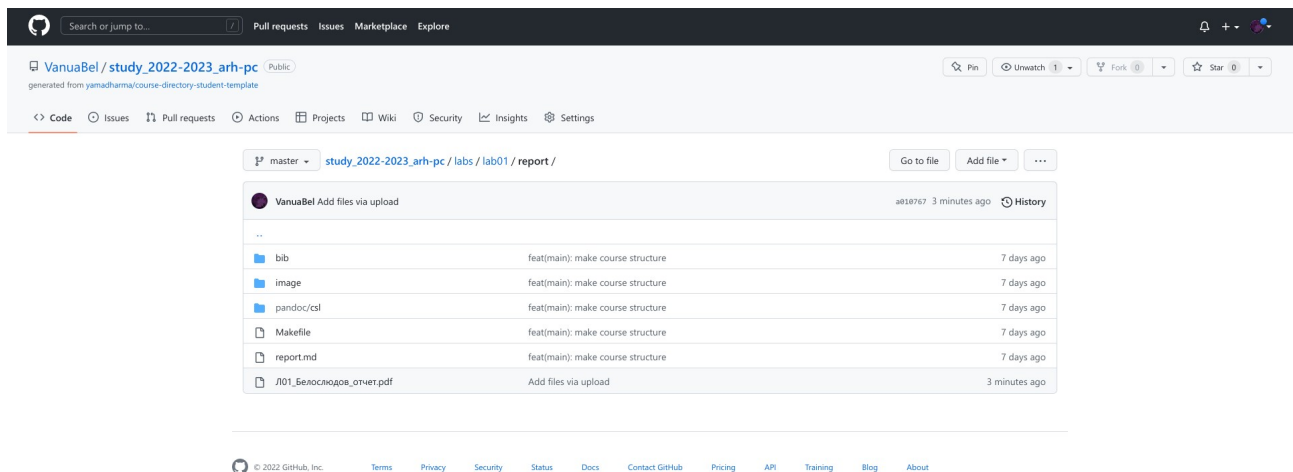 Search or jump to... / Pull requests Issues Marketplace Explore
VanuaBel / study_2022-2023_arh-pc Public Pin Unwatch 1 Fork 0 Star 0
generated from yamadharma/course-directory-student-template
Code Issues Pull requests Actions Projects Wiki Security Insights Settings
master study_2022-2023_arh-pc / labs / lab01 / report / Go to file Add file ...
VanuaBel Add files via upload a010767 3 minutes ago History
..
bib feat(main): make course structure 7 days ago
image feat(main): make course structure 7 days ago
pandoc/csl feat(main): make course structure 7 days ago
Makefile feat(main): make course structure 7 days ago
report.md feat(main): make course structure 7 days ago
Л01_Белослюдов_отчет.pdf Add files via upload 3 minutes ago
© 2022 GitHub, Inc. Terms Privacy Security Status Docs Contact GitHub Pricing API Training Blog About